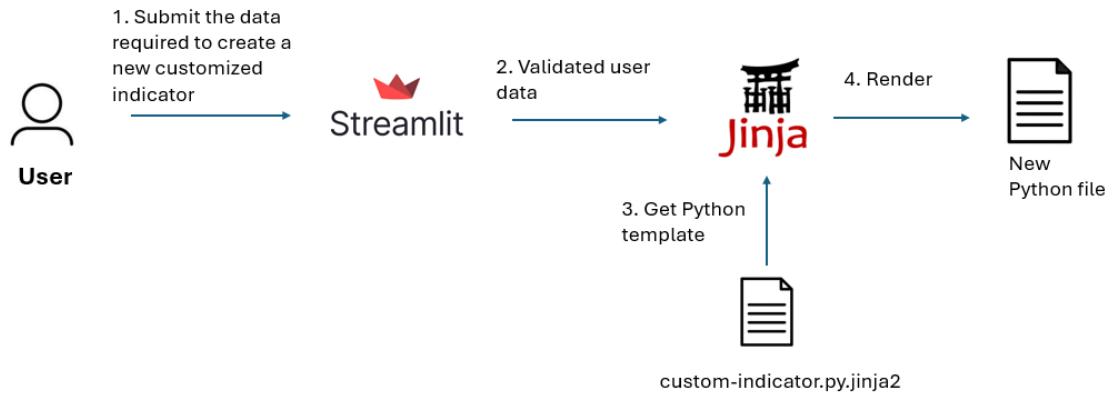 1. Submit the data
required to create a
new customized
indicator
User
Streamlit
2. Validated user
data
Jinja
3. Get Python
template
custom-indicator.py.jinja2
4. Render
New
Python file